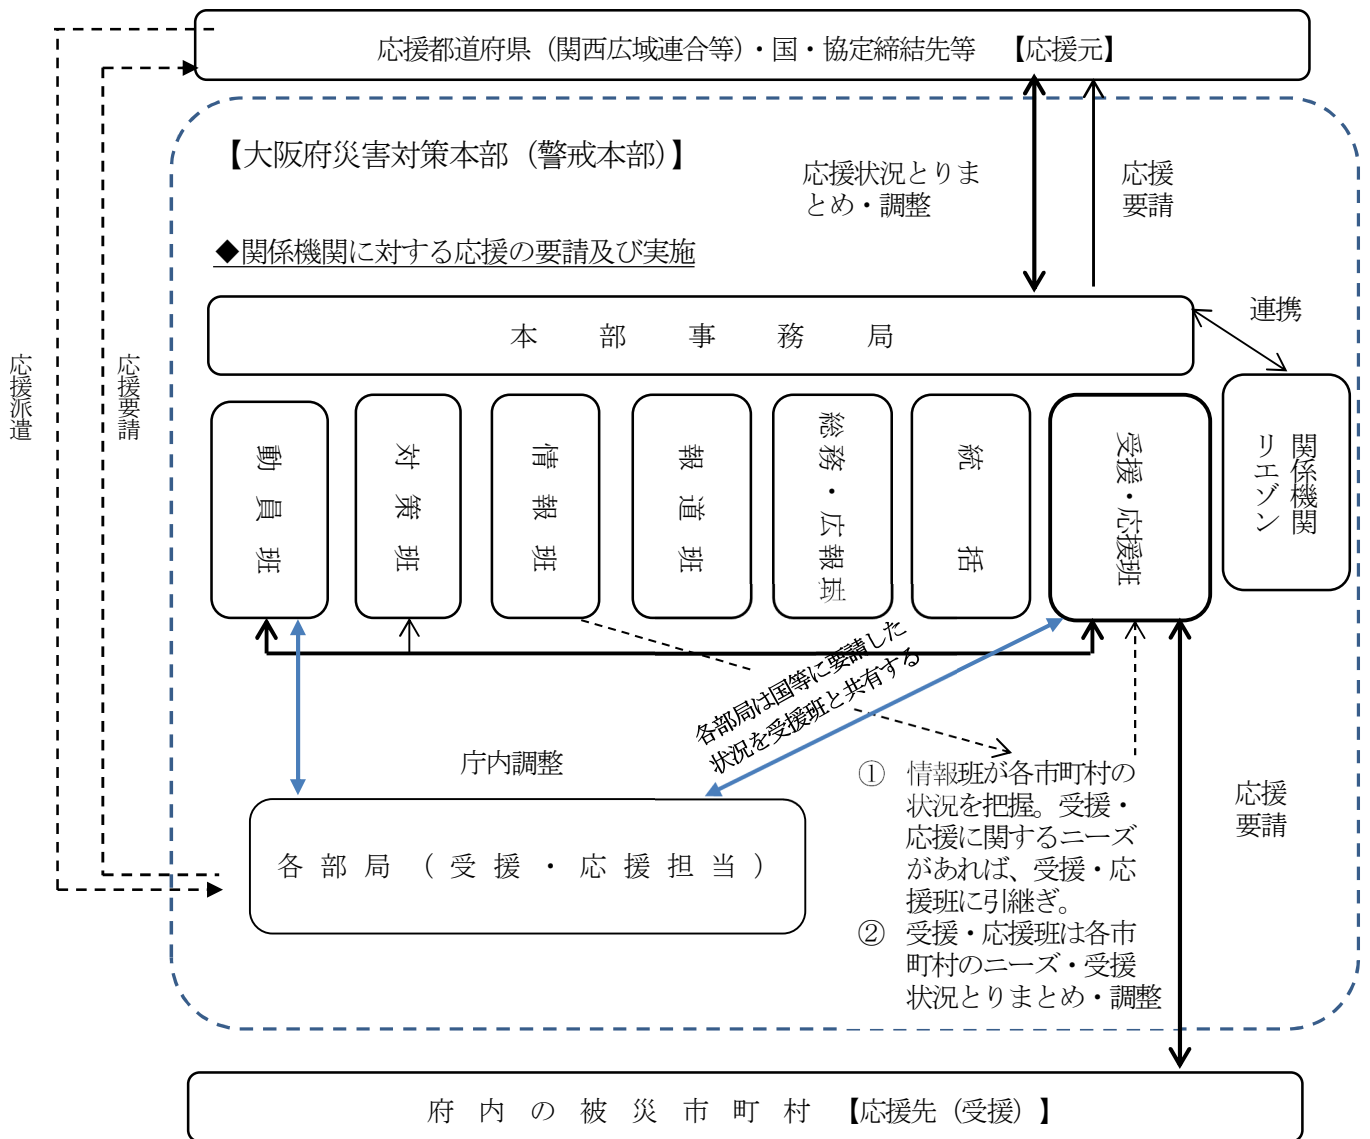 応援都道府県（関西広域連合等）・国・協定締結先等　【応援元】
【大阪府災害対策本部（警戒本部）】
応援状況とりま
とめ・調整
応援
要請
◆関係機関に対する応援の要請及び実施
本部事務局
連携
応援派遣
応援要請
動員班
対策班
情報班
報道班
総務・広報班
統括
受援・応援班
関係機関
リエゾン
各部局は国等に要請した
状況を受援班と共有する
庁内調整
各部局（受援・応援担当）
① 情報班が各市町村の
状況を把握。受援・
応援に関するニーズ
があれば、受援・応
援班に引継ぎ。
② 受援・応援班は各市
町村のニーズ・受援
状況とりまとめ・調整
応援
要請
府内の被災市町村　【応援先（受援）】